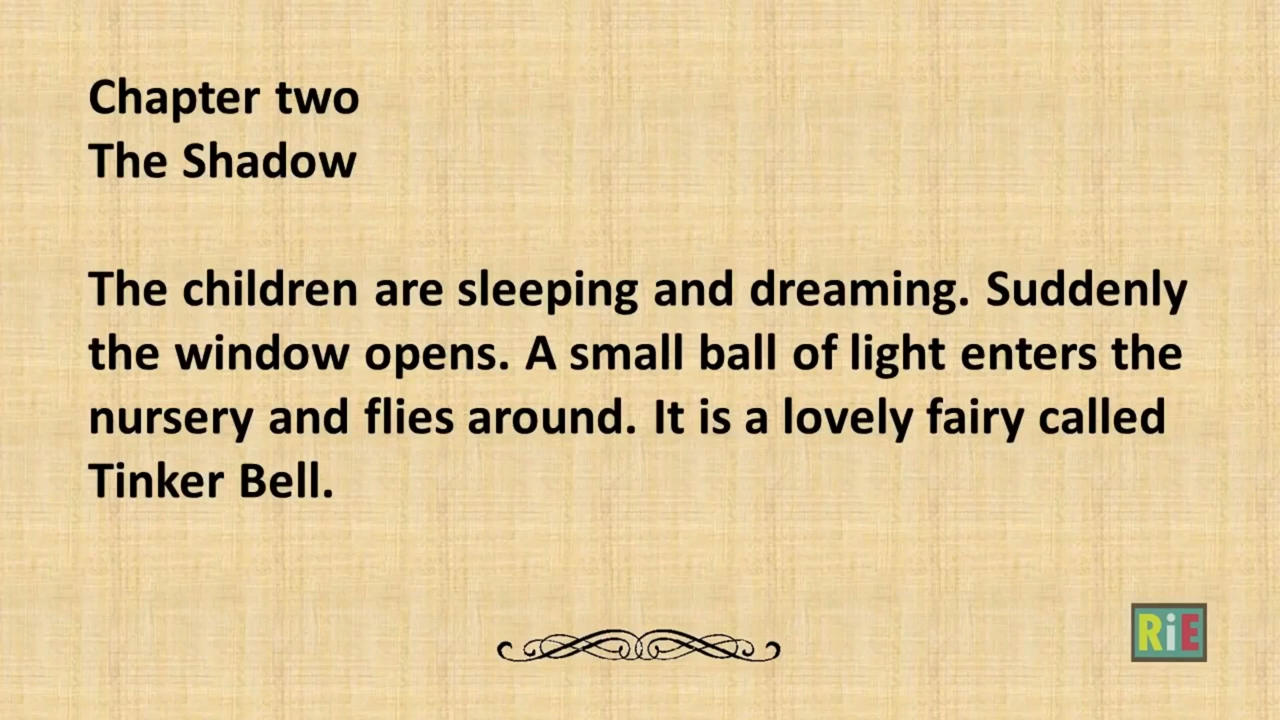 Chapter two
The Shadow
The children are sleeping and dreaming. Suddenly
the window opens. A small ball of light enters the
nursery and flies around. It is a lovely fairy called
Tinker Bell.
RiE